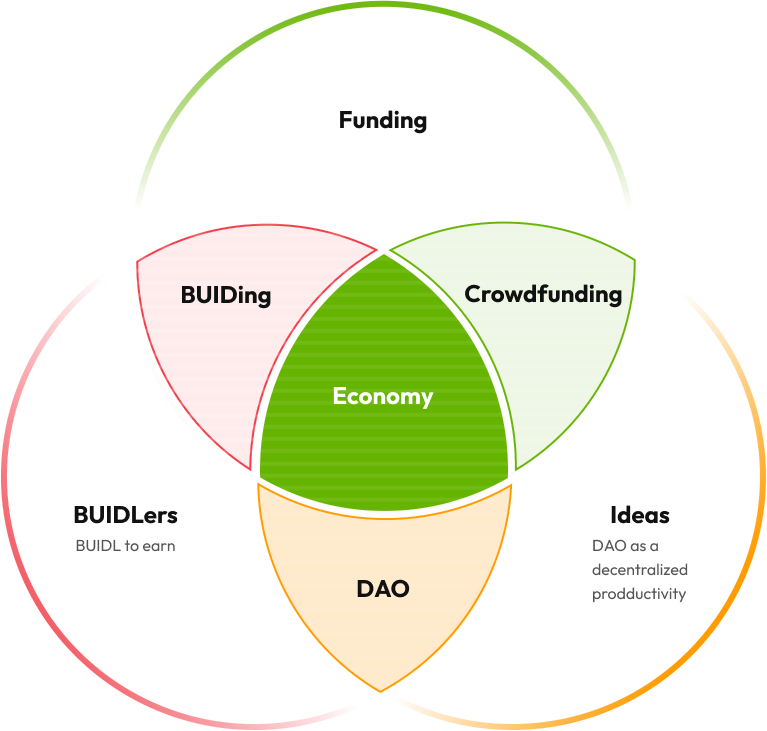 Funding
BUIDing
Crowdfunding
Economy
BUIDLers
BUIDL to earn
Ideas
DAO as a
decentralized
prodductivity
DAO